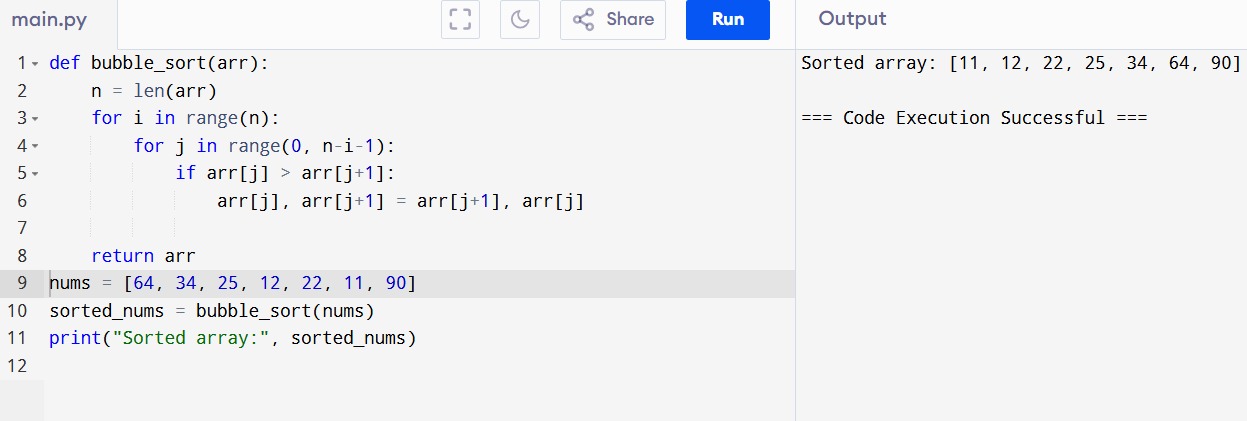 main.py
Share
Run
Output
1 def bubble_sort(arr):
2     n = len(arr)
3     for i in range(n):
4         for j in range(0, n-i-1):
5             if arr[j] > arr[j+1]:
6                 arr[j], arr[j+1] = arr[j+1], arr[j]
7
8     return arr
9 nums = [64, 34, 25, 12, 22, 11, 90]
10 sorted_nums = bubble_sort(nums)
11 print("Sorted array:", sorted_nums)
12
Sorted array: [11, 12, 22, 25, 34, 64, 90]
=== Code Execution Successful ===